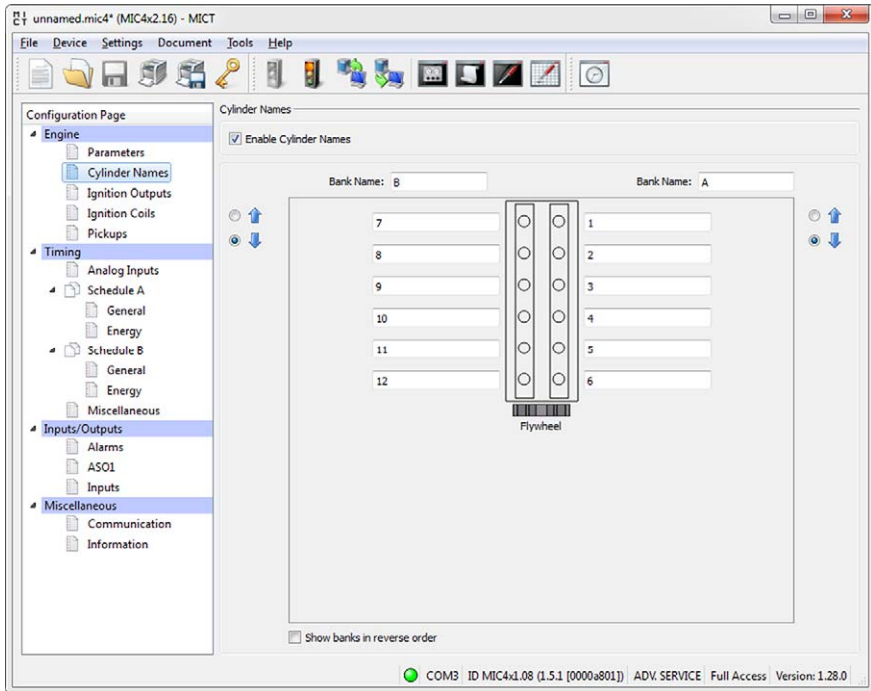 unnamed.mic4* (MIC4x2.16) - MICT
File Device Settings Document Tools Help
Configuration Page
Engine
Parameters
Cylinder Names
Ignition Outputs
Ignition Coils
Pickups
Timing
Analog Inputs
Schedule A
General
Energy
Schedule B
General
Energy
Miscellaneous
Inputs/Outputs
Alarms
ASO1
Inputs
Miscellaneous
Communication
Information
Cylinder Names
Enable Cylinder Names
Bank Name: B Bank Name: A
7 1
8 2
9 3
10 4
11 5
12 6
Flywheel
Show banks in reverse order
COM3 ID MIC4x1.08 (1.5.1 [0000a801]) ADV. SERVICE Full Access Version: 1.28.0